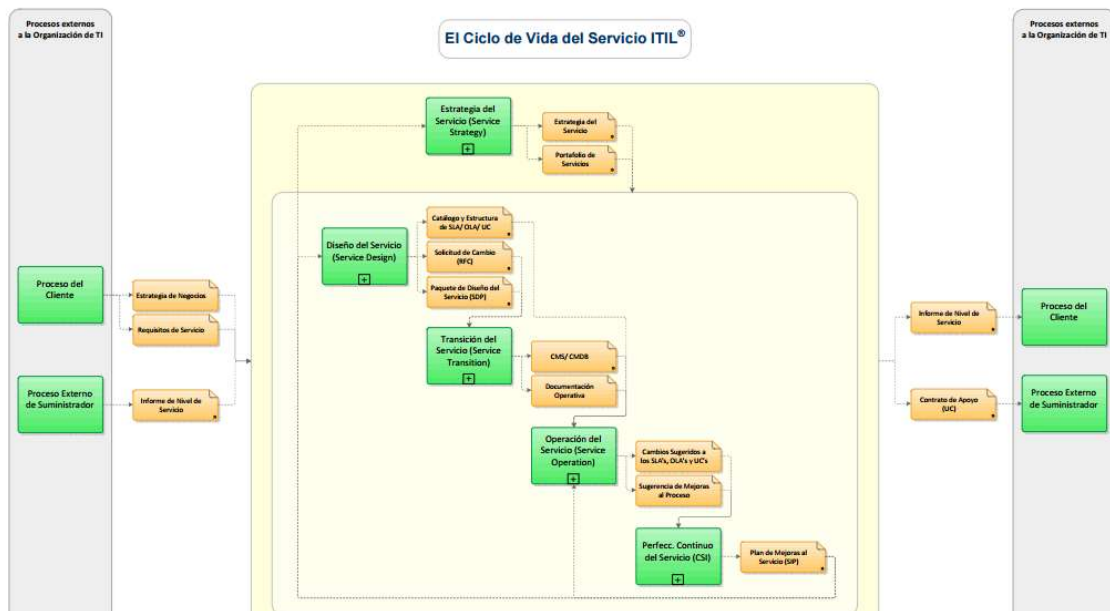 Procesos externos
a la Organización de TI
El Ciclo de Vida del Servicio ITIL®
Procesos externos
a la Organización de TI
Estrategia del
Servicio (Service
Strategy)
Estrategia del
Servicio
Portafolio de
Servicios
Diseño del Servicio
(Service Design)
Catálogo y Estructura
de SLA/ OLA/ UC
Solicitud de Cambio
(RFC)
Paquete de Diseño del
Servicio (SDP)
Proceso del
Cliente
Estrategia de Negocios
Requisitos de Servicio
Proceso Externo
de Suministrador
Informe de Nivel de
Servicio
Transición del
Servicio (Service
Transition)
CMS/ CMDB
Documentación
Operativa
Operación del
Servicio (Service
Operation)
Cambios Sugeridos a
los SLA's, OLA's y UC's
Sugerencia de Mejoras
al Proceso
Perfecc. Continuo
del Servicio (CSI)
Plan de Mejoras al
Servicio (SIP)
Informe de Nivel de
Servicio
Proceso del
Cliente
Contrato de Apoyo
(UC)
Proceso Externo
de Suministrador